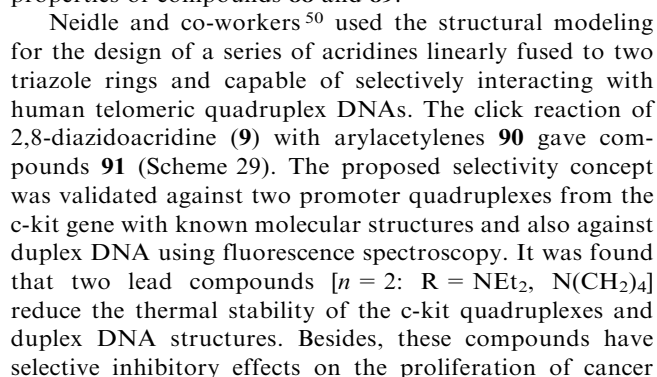 properties of compounds 88 and 89.
Neidle and co-workers 50 used the structural modeling
for the design of a series of acridines linearly fused to two
triazole rings and capable of selectively interacting with
human telomeric quadruplex DNAs. The click reaction of
2,8-diazidoacridine (9) with arylacetylenes 90 gave com-
pounds 91 (Scheme 29). The proposed selectivity concept
was validated against two promoter quadruplexes from the
c-kit gene with known molecular structures and also against
duplex DNA using fluorescence spectroscopy. It was found
that two lead compounds [n = 2: R = NEt₂, N(CH₂)₄]
reduce the thermal stability of the c-kit quadruplexes and
duplex DNA structures. Besides, these compounds have
selective inhibitory effects on the proliferation of cancer